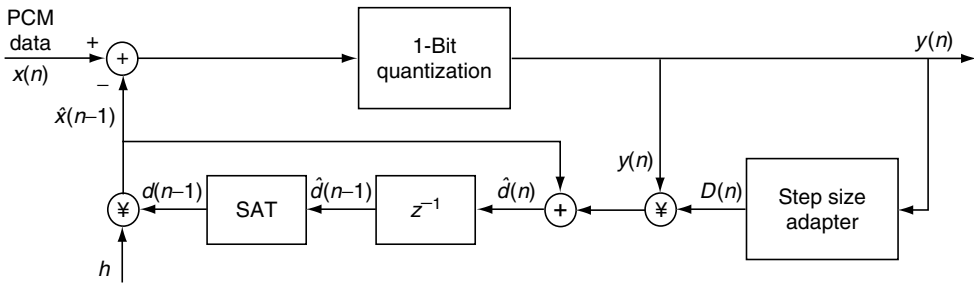 PCM
data
x(n)
+
+
−
1-Bit
quantization
y(n)
x̂(n−1)
y(n)
d(n−1)
SAT
d̂(n−1)
z⁻¹
d̂(n)
+
¥
D(n)
Step size
adapter
¥
h